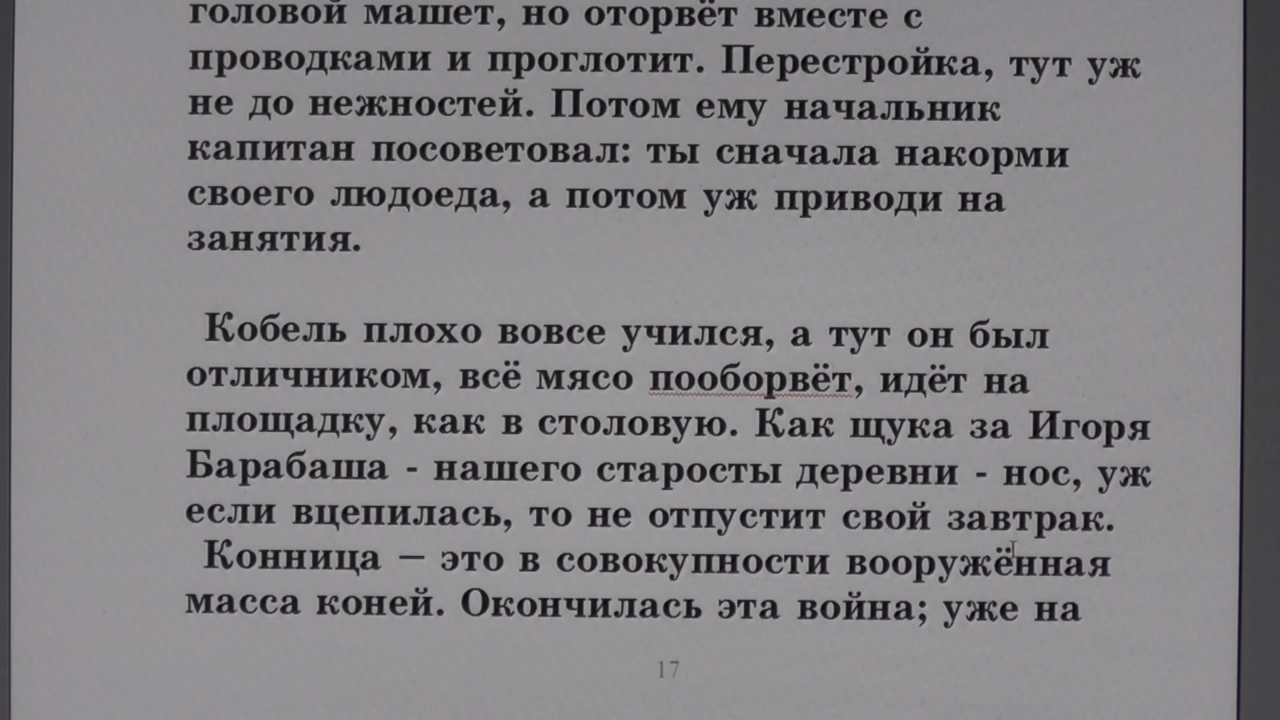 головой машет, но оторвёт вместе с
проводками и проглотит. Перестройка, тут уж
не до нежностей. Потом ему начальник
капитан посоветовал: ты сначала накорми
своего людоеда, а потом уж приводи на
занятия.
Кобель плохо вовсе учился, а тут он был
отличником, всё мясо пооборвёт, идёт на
площадку, как в столовую. Как щука за Игоря
Барабаша - нашего старосты деревни - нос, уж
если вцепилась, то не отпустит свой завтрак.
Конница – это в совокупности вооружённая
масса коней. Окончилась эта война; уже на
17